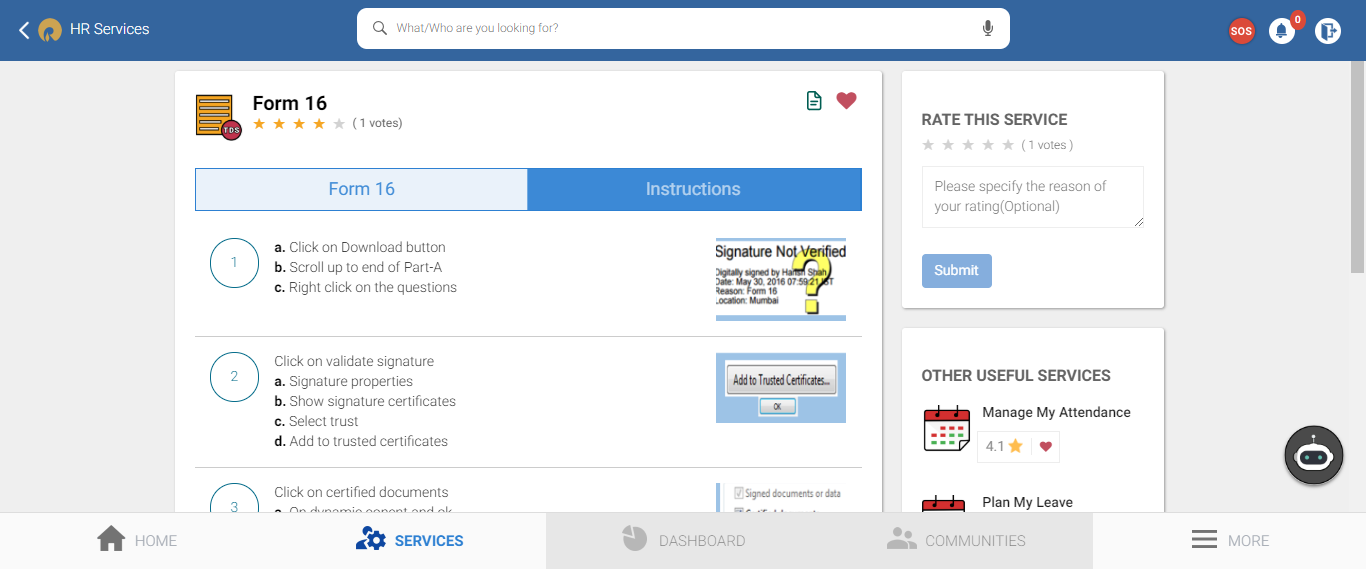 HR Services
What/Who are you looking for?
SOS
0
Form 16
TDS
( 1 votes)
Form 16
Instructions
1
a. Click on Download button
b. Scroll up to end of Part-A
c. Right click on the questions
Signature Not Verified
Digitally signed by Harish Shah
Date: May 30, 2016 07:59:21 IST
Reason: Form 16
Location: Mumbai
?
2
Click on validate signature
a. Signature properties
b. Show signature certificates
c. Select trust
d. Add to trusted certificates
Add to Trusted Certificates...
OK
3
Click on certified documents
Signed documents or data
RATE THIS SERVICE
( 1 votes )
Please specify the reason of
your rating(Optional)
Submit
OTHER USEFUL SERVICES
Manage My Attendance
4.1
Plan My Leave
HOME
SERVICES
DASHBOARD
COMMUNITIES
MORE